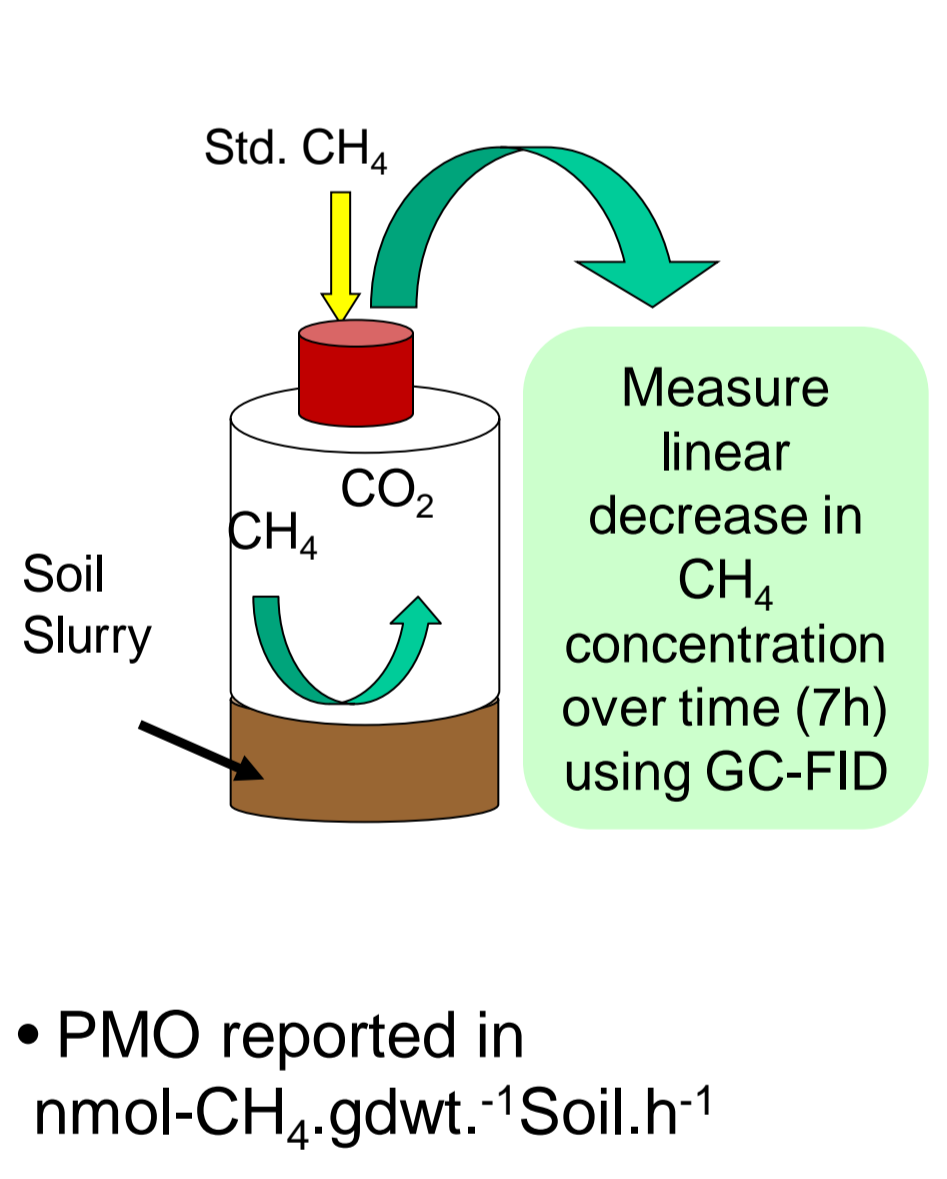 Std. CH₄
CO₂
CH₄
Soil
Slurry
Measure
linear
decrease in
CH₄
concentration
over time (7h)
using GC-FID
• PMO reported in
nmol-CH₄.gdwt.⁻¹Soil.h⁻¹